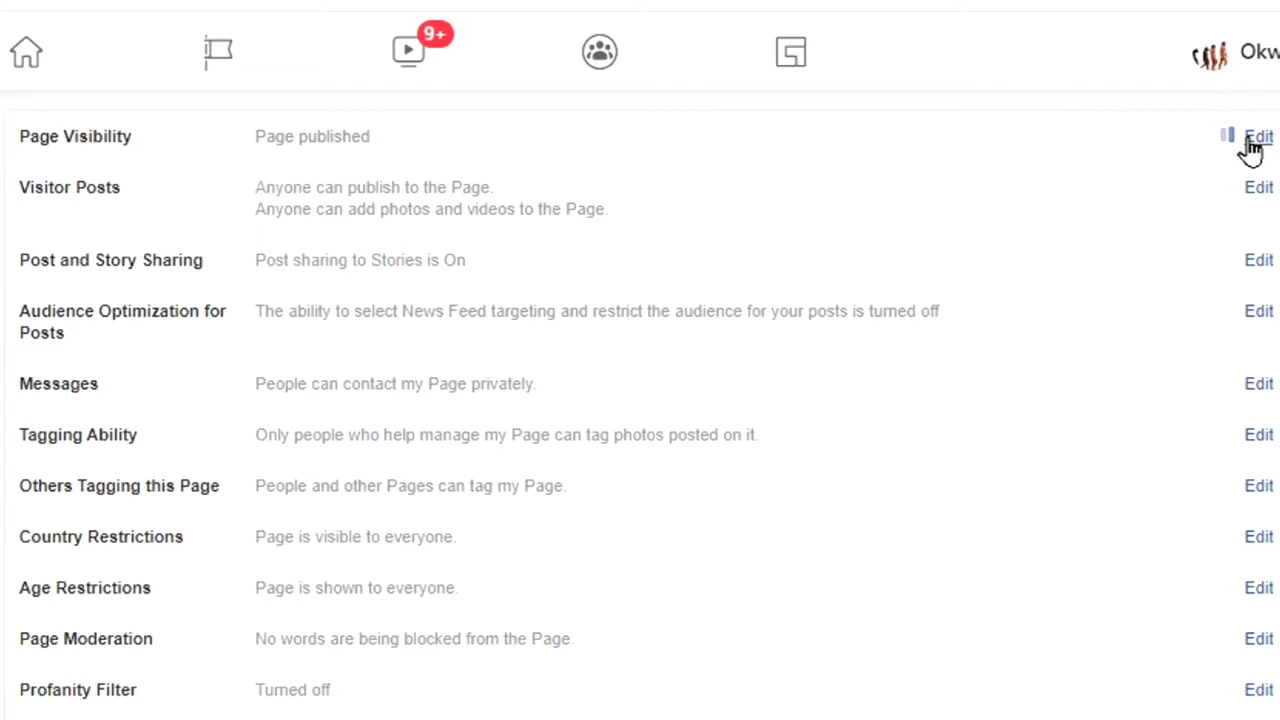 9+
Okw
Page Visibility
Page published
Edit
Visitor Posts
Anyone can publish to the Page.
Anyone can add photos and videos to the Page.
Edit
Post and Story Sharing
Post sharing to Stories is On
Edit
Audience Optimization for
Posts
The ability to select News Feed targeting and restrict the audience for your posts is turned off
Edit
Messages
People can contact my Page privately.
Edit
Tagging Ability
Only people who help manage my Page can tag photos posted on it.
Edit
Others Tagging this Page
People and other Pages can tag my Page.
Edit
Country Restrictions
Page is visible to everyone.
Edit
Age Restrictions
Page is shown to everyone.
Edit
Page Moderation
No words are being blocked from the Page.
Edit
Profanity Filter
Turned off
Edit